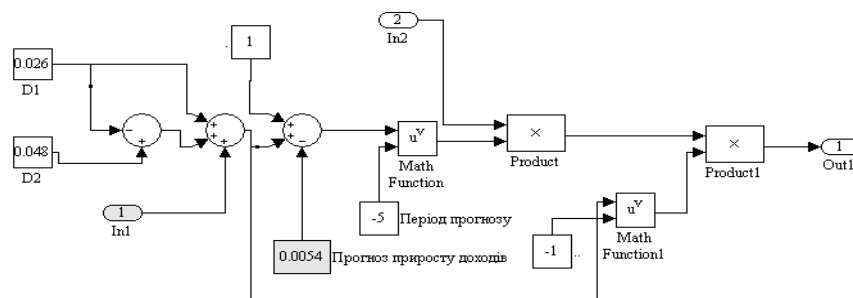 2
In2
1
0.026
D1
0.048
D2
1
In1
u^v
Math
Function
×
Product
×
Product1
1
Out1
-5
Період прогнозу
u^v
Math
Function1
-1
..
0.0054
Прогноз приросту доходів